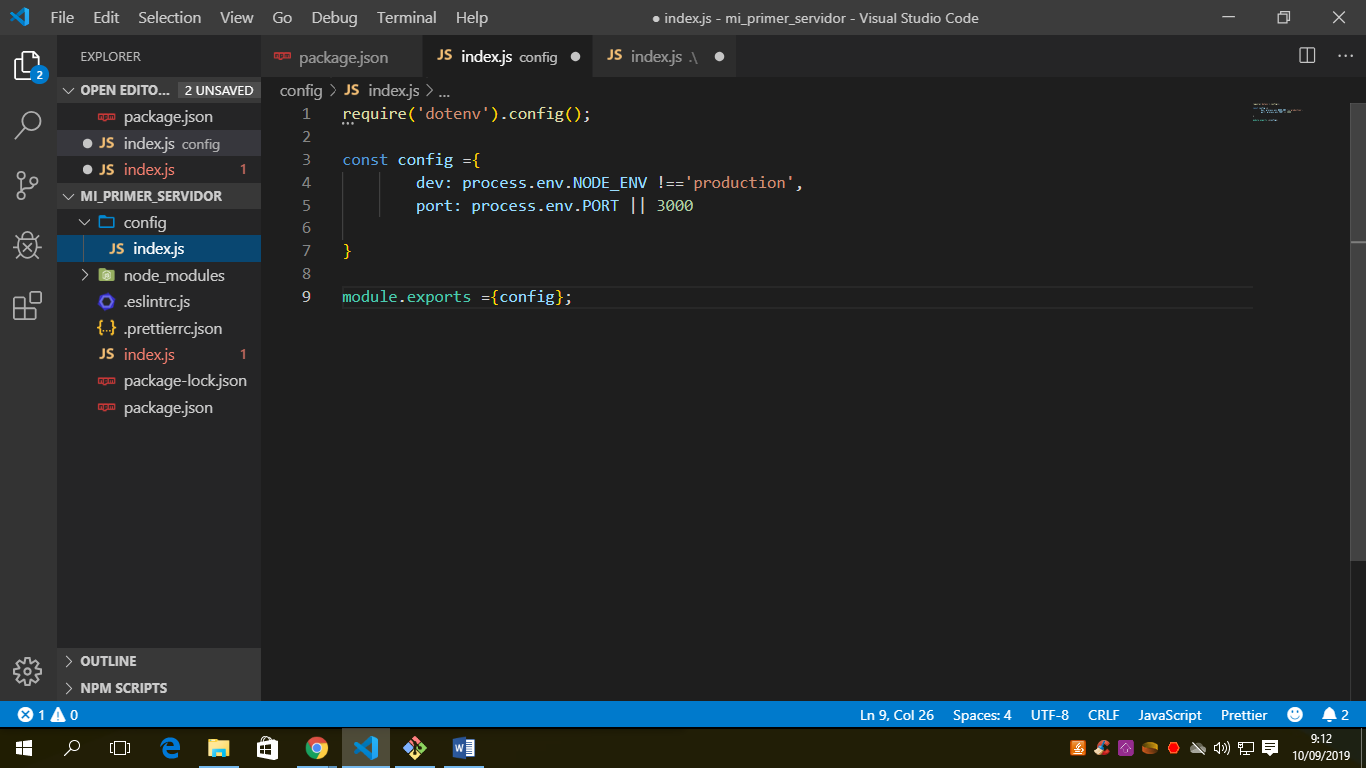 File Edit Selection View Go Debug Terminal Help
● index.js - mi_primer_servidor - Visual Studio Code
EXPLORER
package.json
JS index.js config ●
JS index.js .\ ●
2
OPEN EDITO... 2 UNSAVED
package.json
● JS index.js config
● JS index.js 1
MI_PRIMER_SERVIDOR
config
JS index.js
node_modules
.eslintrc.js
{..} .prettierrc.json
JS index.js 1
package-lock.json
package.json
OUTLINE
NPM SCRIPTS
config > JS index.js > ...
1 require('dotenv').config();
2
3 const config ={
4 dev: process.env.NODE_ENV !=='production',
5 port: process.env.PORT || 3000
6
7 }
8
9 module.exports ={config};
1 0
Ln 9, Col 26 Spaces: 4 UTF-8 CRLF JavaScript Prettier 2
9:12
10/09/2019